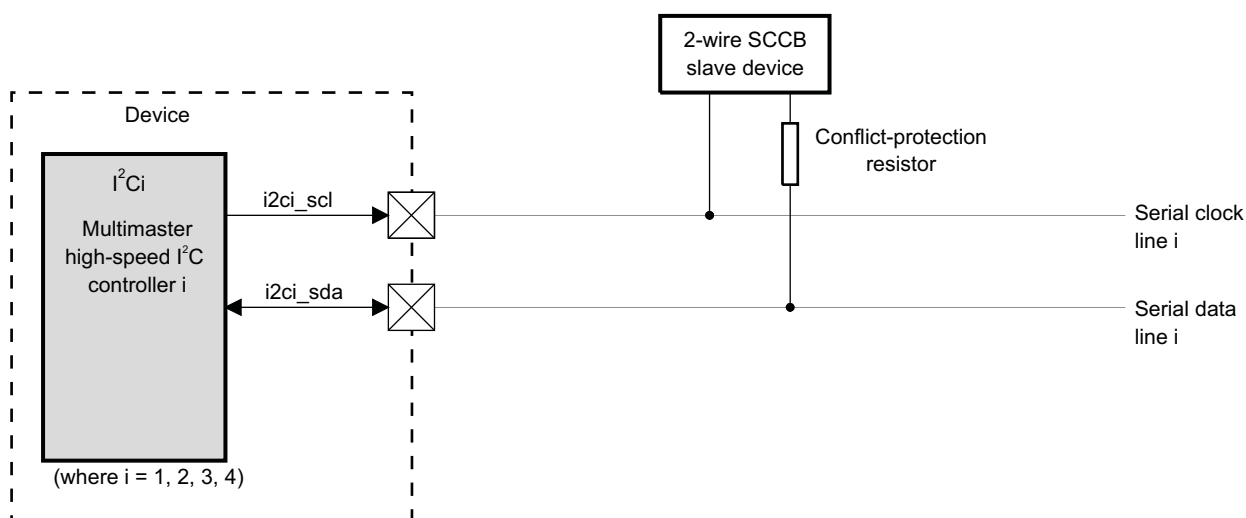 2-wire SCCB
slave device
Device
Conflict-protection
resistor
I²Ci
Multimaster
high-speed I²C
controller i
i2ci_scl
Serial clock
line i
i2ci_sda
Serial data
line i
(where i = 1, 2, 3, 4)